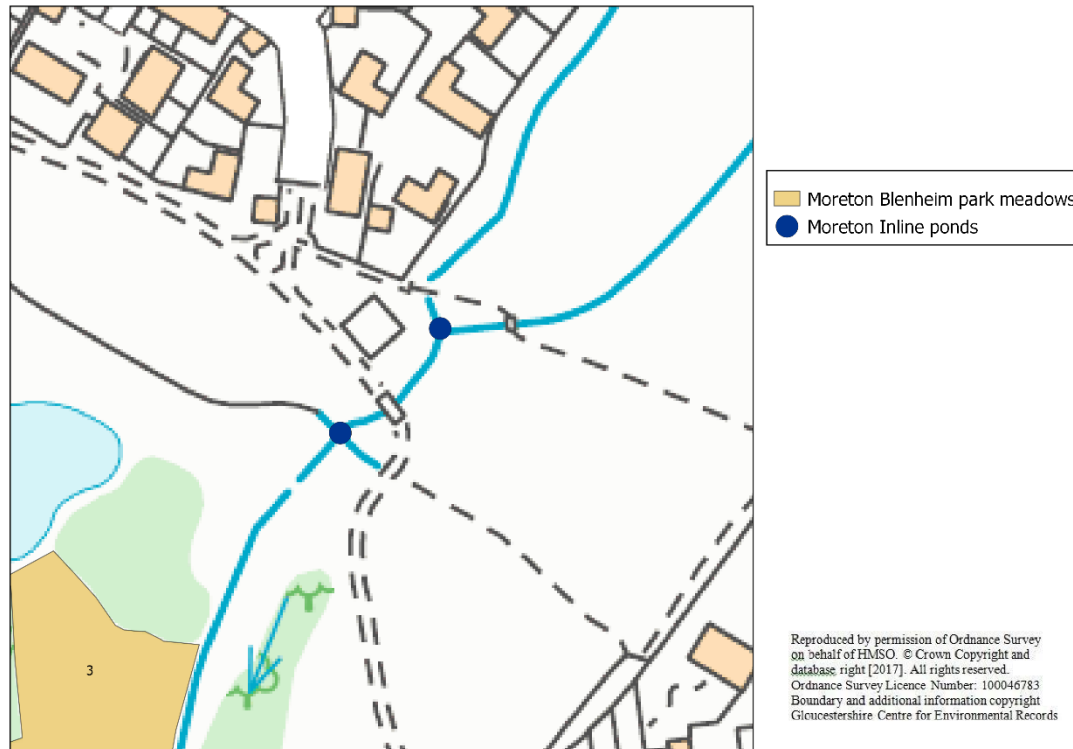 Moreton Blenheim park meadows
Moreton Inline ponds
3
Reproduced by permission of Ordnance Survey
on behalf of HMSO. © Crown Copyright and
database right [2017]. All rights reserved.
Ordnance Survey Licence Number: 100046783
Boundary and additional information copyright
Gloucestershire Centre for Environmental Records